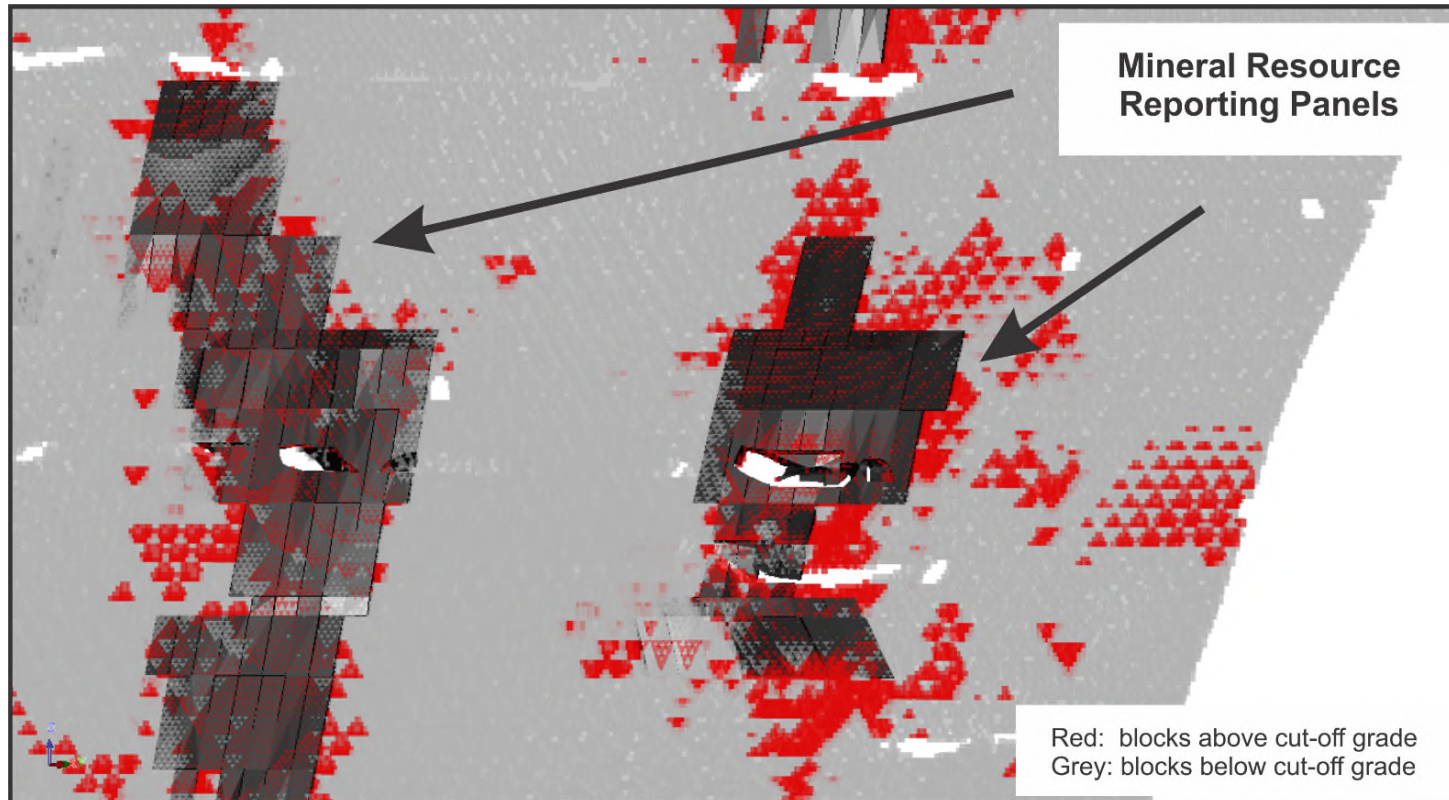 Mineral Resource
Reporting Panels
Red: blocks above cut-off grade
Grey: blocks below cut-off grade